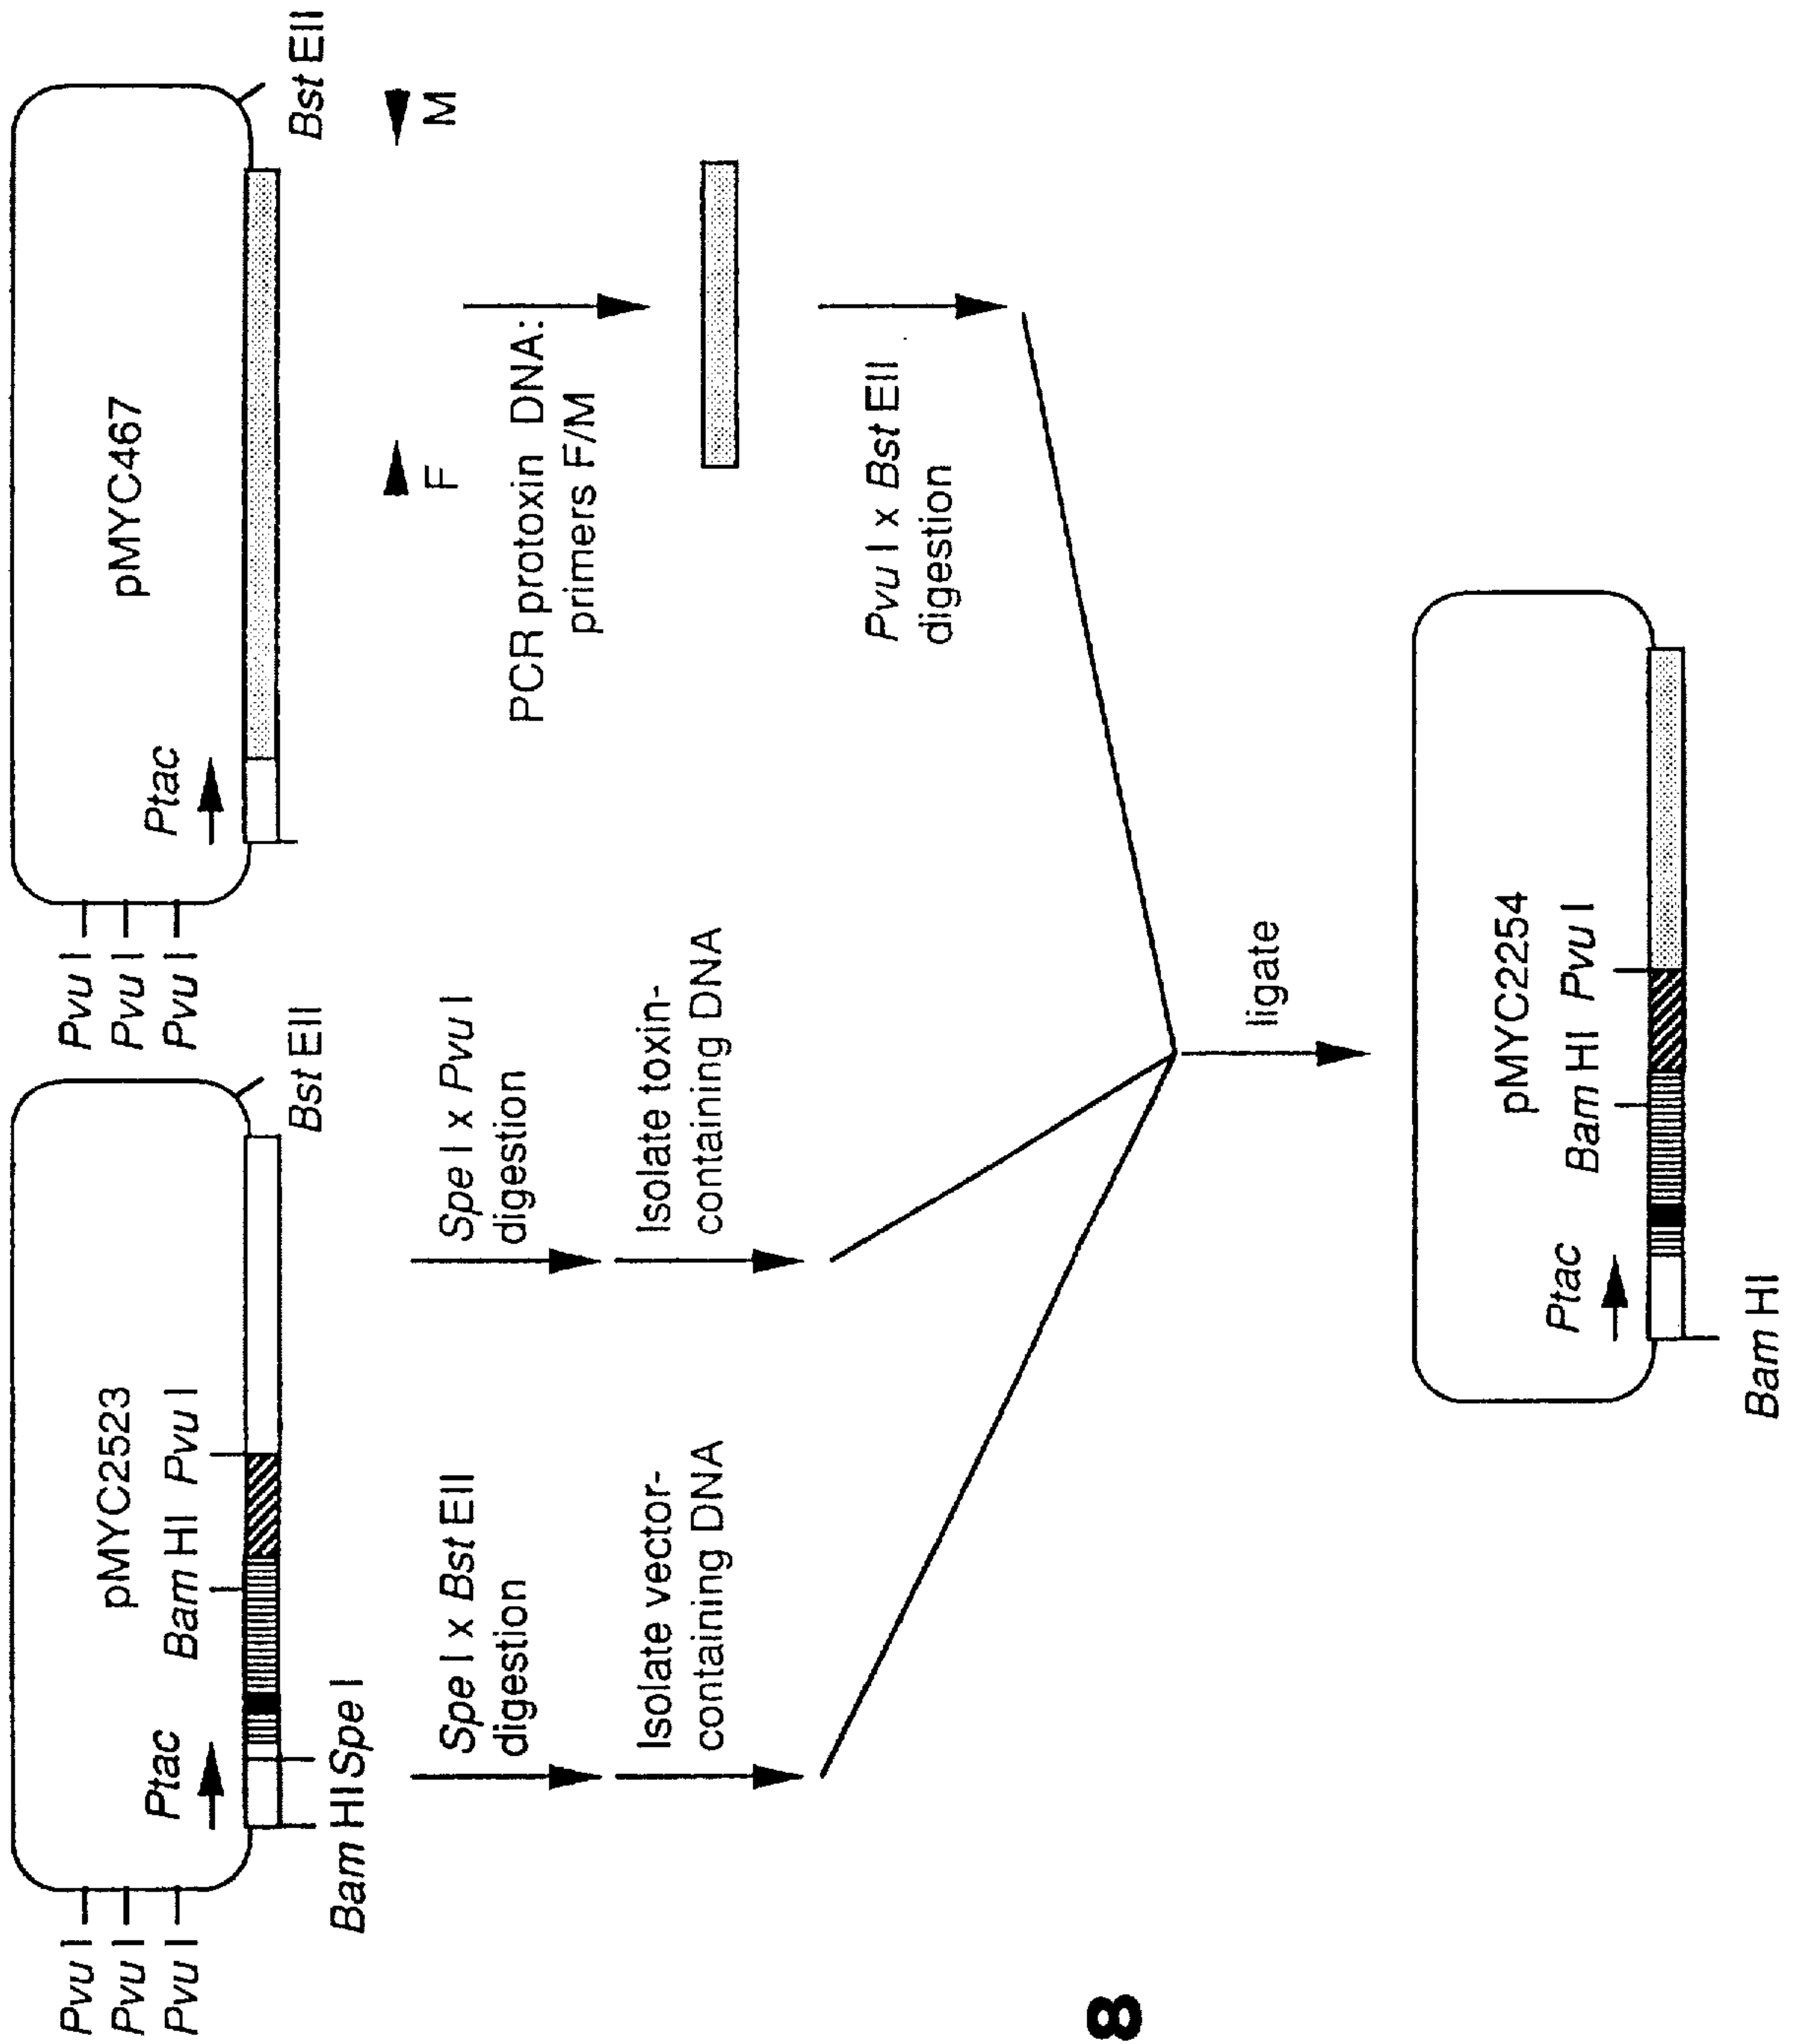 pMYC2523
Ptac
Bam HI Pvu I
Pvu I
Pvu I
Pvu I
Bam HI Spe I
Bst EII
pMYC467
Ptac
Pvu I
Pvu I
Pvu I
Bst EII
F
M
Spe I x Bst EII
digestion
Isolate vector-
containing DNA
Spe I x Pvu I
digestion
Isolate toxin-
containing DNA
PCR protoxin DNA:
primers F/M
Pvu I x Bst EII
digestion
ligate
pMYC2254
Ptac
Bam HI Pvu I
Bam HI
8